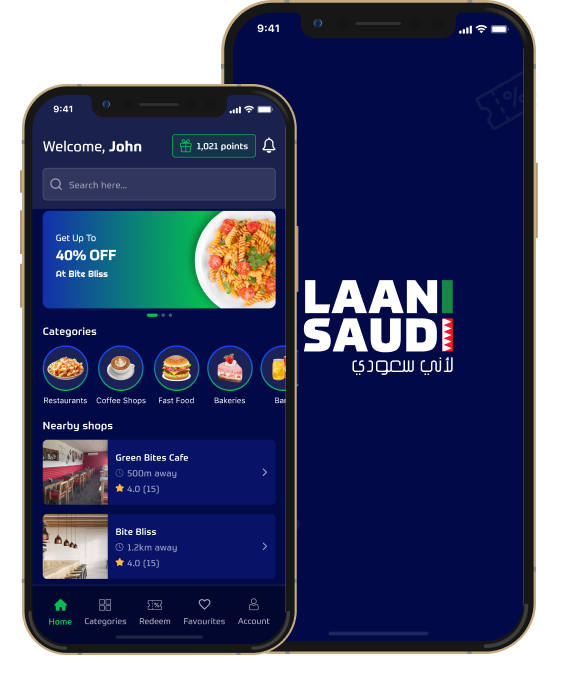 9:41
Welcome, John
1,021 points
Search here...
Get Up To
40% OFF
At Bite Bliss
Categories
Restaurants
Coffee Shops
Fast Food
Bakeries
Nearby shops
Green Bites Cafe
500m away
4.0 (15)
Bite Bliss
1.2km away
4.0 (15)
Home
Categories
Redeem
Favourites
Account
9:41
LAANI
SAUDI
لأني سعودي